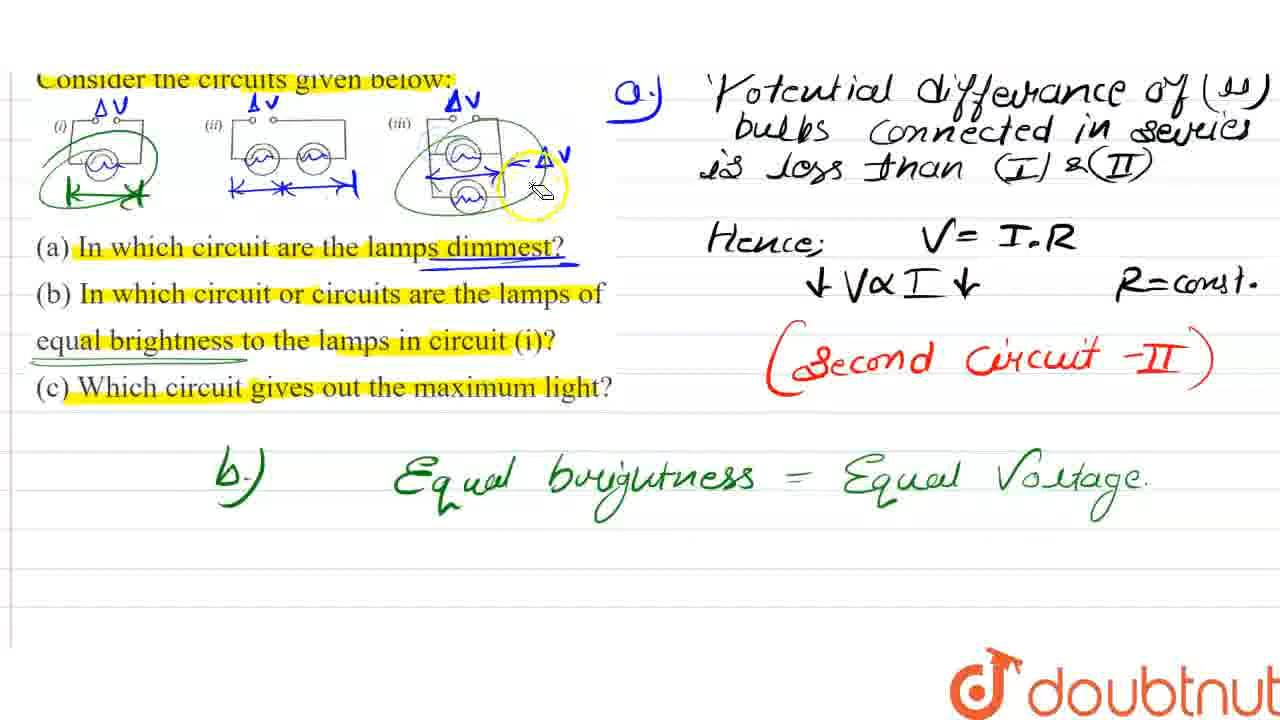 Consider the circuits given below:
ΔV ΔV ΔV
(i) (ii) (iii)
ΔV
(a) In which circuit are the lamps dimmest?
(b) In which circuit or circuits are the lamps of
equal brightness to the lamps in circuit (i)?
(c) Which circuit gives out the maximum light?
a.) Potential differance of (II)
bulbs connected in series
is less than (I) & (II)
Hence; V = I.R
↓ V ∝ I ↓ R = const.
(Second Circuit - II)
b.) Equal brightness = Equal Voltage.
doubtnut